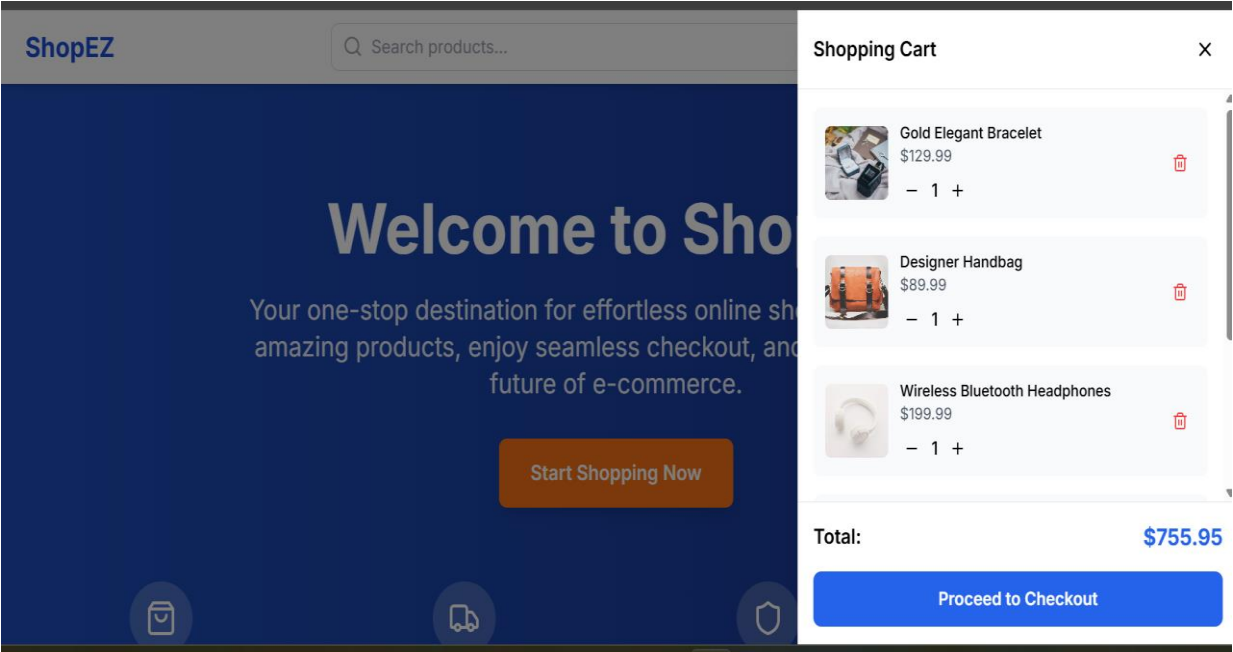 ShopEZ
Search products...
Welcome to Sho
Your one-stop destination for effortless online sh
amazing products, enjoy seamless checkout, and
future of e-commerce.
Start Shopping Now
Shopping Cart
Gold Elegant Bracelet
$129.99
− 1 +
Designer Handbag
$89.99
− 1 +
Wireless Bluetooth Headphones
$199.99
− 1 +
Total:
$755.95
Proceed to Checkout